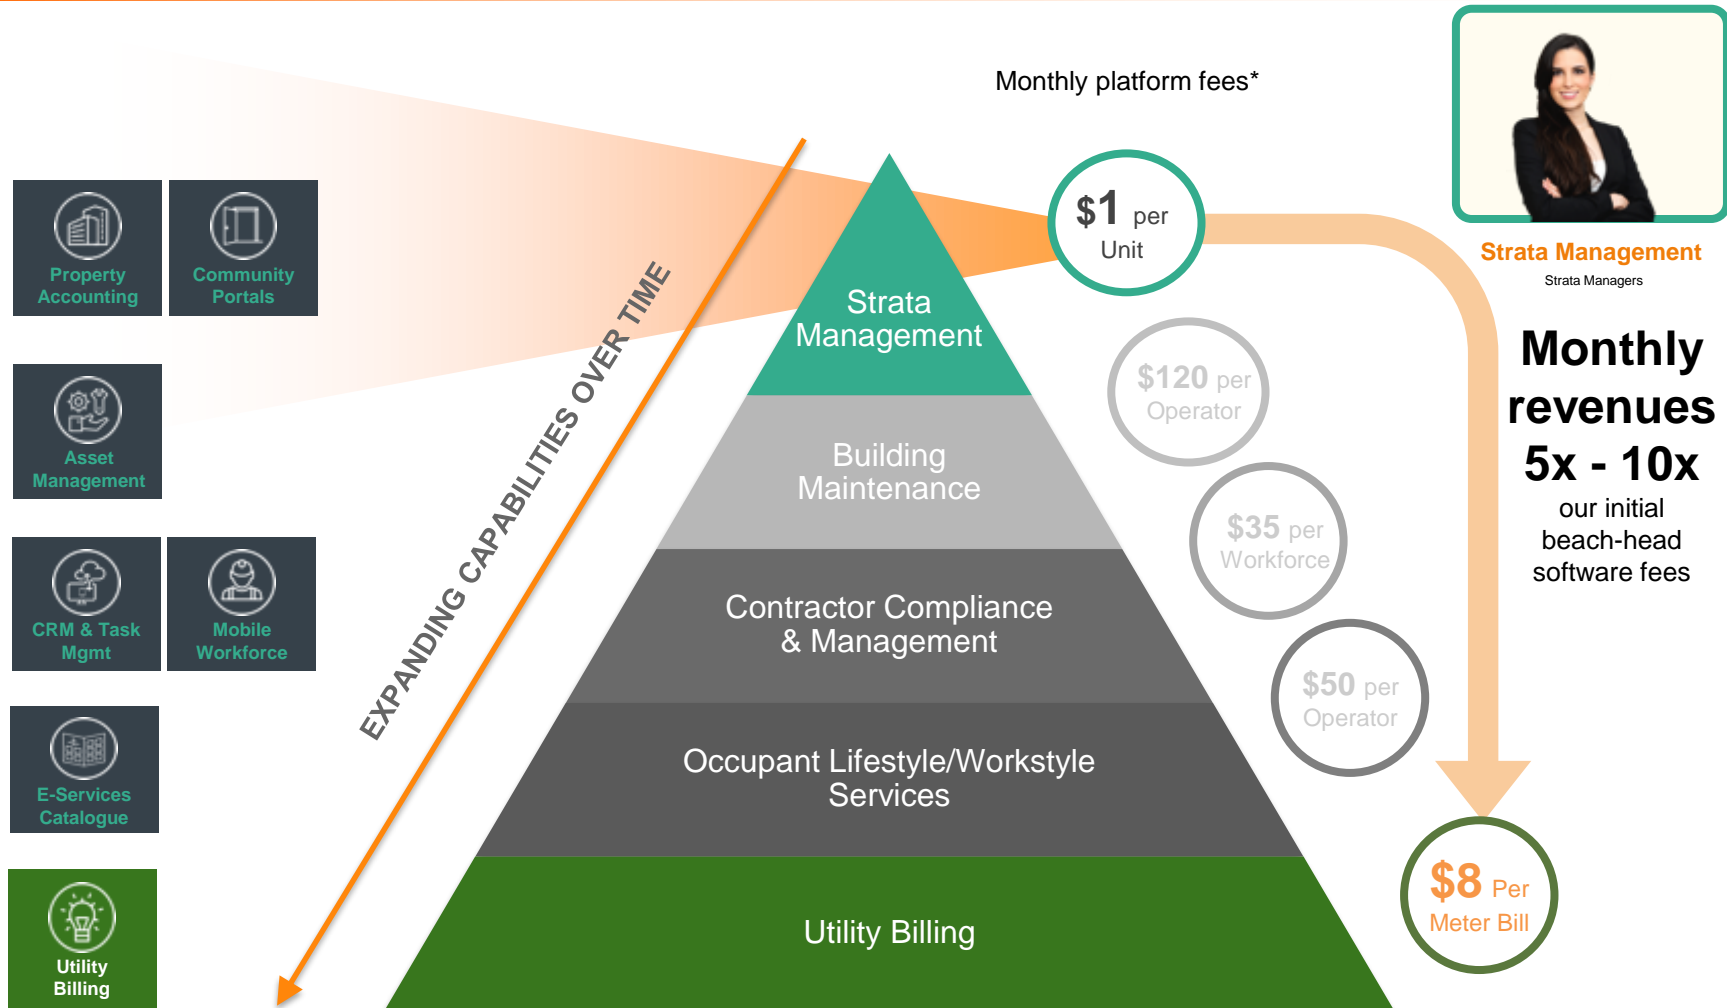 Monthly platform fees*
Property
Accounting
Community
Portals
Asset
Management
CRM & Task
Mgmt
Mobile
Workforce
E-Services
Catalogue
Utility
Billing
EXPANDING CAPABILITIES OVER TIME
Strata
Management
Building
Maintenance
Contractor Compliance
& Management
Occupant Lifestyle/Workstyle
Services
Utility Billing
$1 per
Unit
$120 per
Operator
$35 per
Workforce
$50 per
Operator
$8 Per
Meter Bill
Strata Management
Strata Managers
Monthly
revenues
5x - 10x
our initial
beach-head
software fees